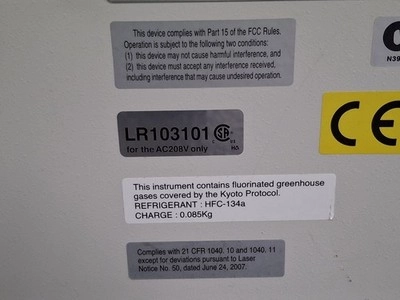 This device complies with Part 15 of the FCC Rules.
Operation is subject to the following two conditions:
(1) this device may not cause harmful interference, and
(2) this device must accept any interference received,
including interference that may cause undesired operation.
N39
LR103101
for the AC208V only
CE
This instrument contains fluorinated greenhouse
gases covered by the Kyoto Protocol.
REFRIGERANT : HFC-134a
CHARGE : 0.085Kg
Complies with 21 CFR 1040. 10 and 1040. 11
except for deviations pursuant to Laser
Notice No. 50, dated June 24, 2007.